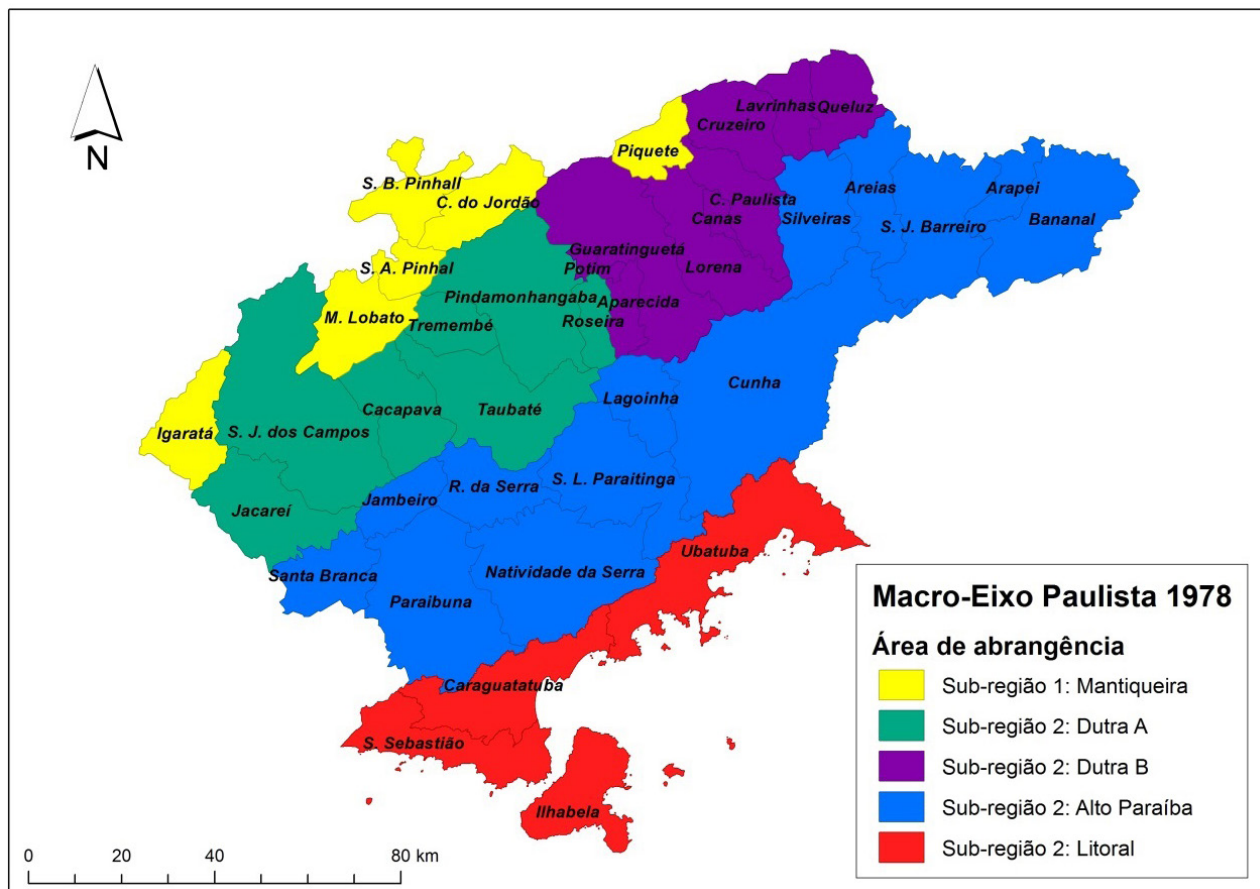 N
Lavrinhas
Queluz
Cruzeiro
Piquete
S. B. Pinhall
C. do Jordão
C. Paulista
Canas
Silveiras
Areias
Arapei
S. J. Barreiro
Bananal
Guaratinguetá
Potim
Lorena
S. A. Pinhal
Pindamonhangaba
Aparecida
M. Lobato
Tremembé
Roseira
Cunha
Lagoinha
Cacapava
Taubaté
Igaratá
S. J. dos Campos
S. L. Paraitinga
R. da Serra
Jambeiro
Jacareí
Ubatuba
Santa Branca
Natividade da Serra
Paraibuna
Caraguatatuba
S. Sebastião
Ilhabela
Macro-Eixo Paulista 1978
Área de abrangência
Sub-região 1: Mantiqueira
Sub-região 2: Dutra A
Sub-região 2: Dutra B
Sub-região 2: Alto Paraíba
Sub-região 2: Litoral
0 20 40 80 km